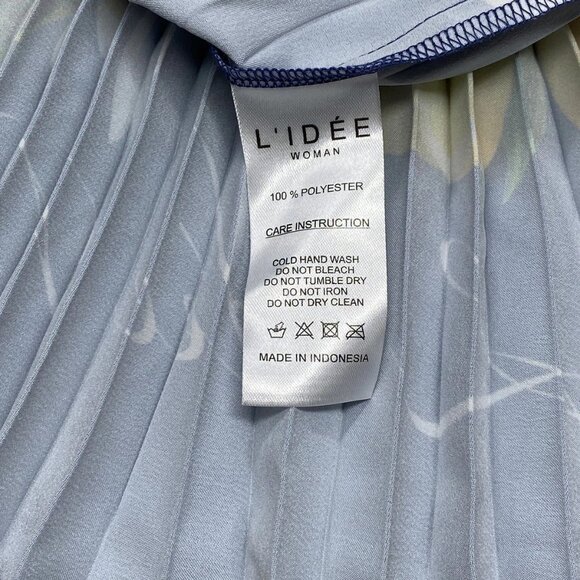 L'IDÉE
WOMAN
100 % POLYESTER
CARE INSTRUCTION
COLD HAND WASH
DO NOT BLEACH
DO NOT TUMBLE DRY
DO NOT IRON
DO NOT DRY CLEAN
MADE IN INDONESIA